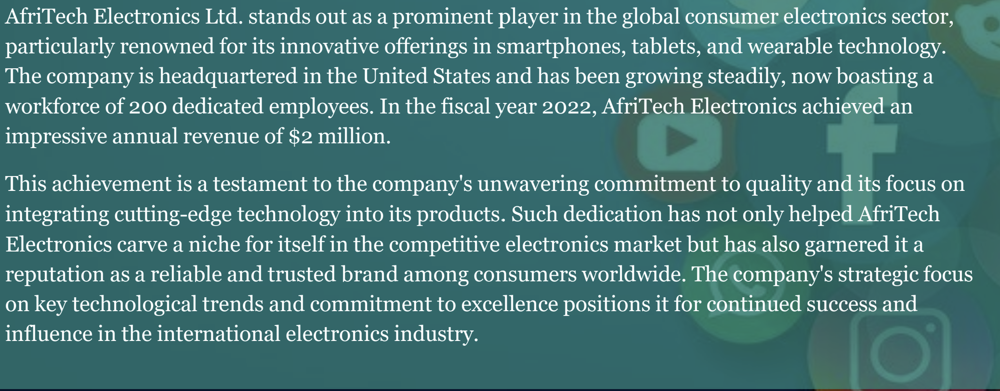 AfriTech Electronics Ltd. stands out as a prominent player in the global consumer electronics sector,
particularly renowned for its innovative offerings in smartphones, tablets, and wearable technology.
The company is headquartered in the United States and has been growing steadily, now boasting a
workforce of 200 dedicated employees. In the fiscal year 2022, AfriTech Electronics achieved an
impressive annual revenue of $2 million.
This achievement is a testament to the company's unwavering commitment to quality and its focus on
integrating cutting-edge technology into its products. Such dedication has not only helped AfriTech
Electronics carve a niche for itself in the competitive electronics market but has also garnered it a
reputation as a reliable and trusted brand among consumers worldwide. The company's strategic focus
on key technological trends and commitment to excellence positions it for continued success and
influence in the international electronics industry.